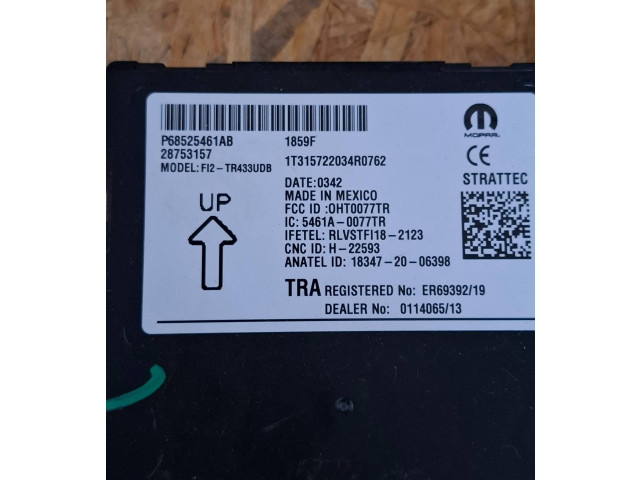 P68525461AB 1859F
28753157
MODEL: FI2-TR433UDB 1T315722034R0762
UP
DATE:0342
MADE IN MEXICO
FCC ID :OHT0077TR
IC: 5461A-0077TR
IFETEL: RLVSTFI18-2123
CNC ID: H-22593
ANATEL ID: 18347-20-06398
TRA REGISTERED No: ER69392/19
DEALER No: 0114065/13
MOPAR
CE
STRATTEC